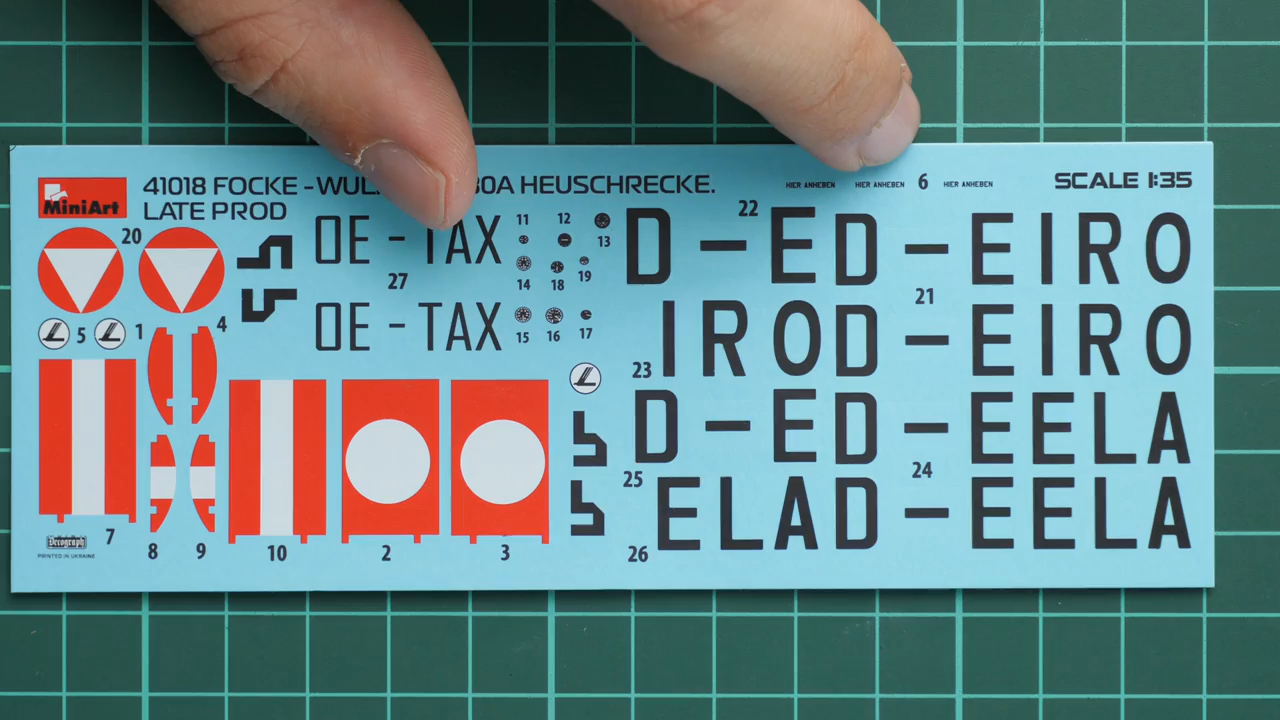 MiniArt
41018 FOCKE - WUL 30A HEUSCHRECKE.
LATE PROD
HIER ANHEBEN HIER ANHEBEN 6 HIER ANHEBEN
SCALE 1:35
20
OE - TAX
27
OE - TAX
11 12 13
14 18 19
15 16 17
22
D - ED - EIRO
21
23 IROD - EIRO
D - ED - EELA
25 24
26 ELAD - EELA
5 1 4
7
8 9 10 2 3
Decograph
PRINTED IN UKRAINE